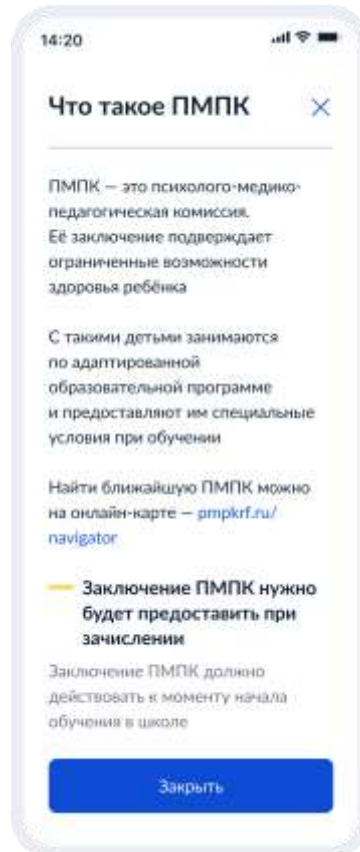 14:20
Что такое ПМПК
ПМПК — это психолого-медико-
педагогическая комиссия.
Её заключение подверждает
ограниченные возможности
здоровья ребёнка
С такими детьми занимаются
по адаптированной
образовательной программе
и предоставляют им специальные
условия при обучении
Найти ближайшую ПМПК можно
на онлайн-карте — pmpkrf.ru/
navigator
Заключение ПМПК нужно
будет предоставить при
зачислении
Заключение ПМПК должно
действовать к моменту начала
обучения в школе
Закрыть